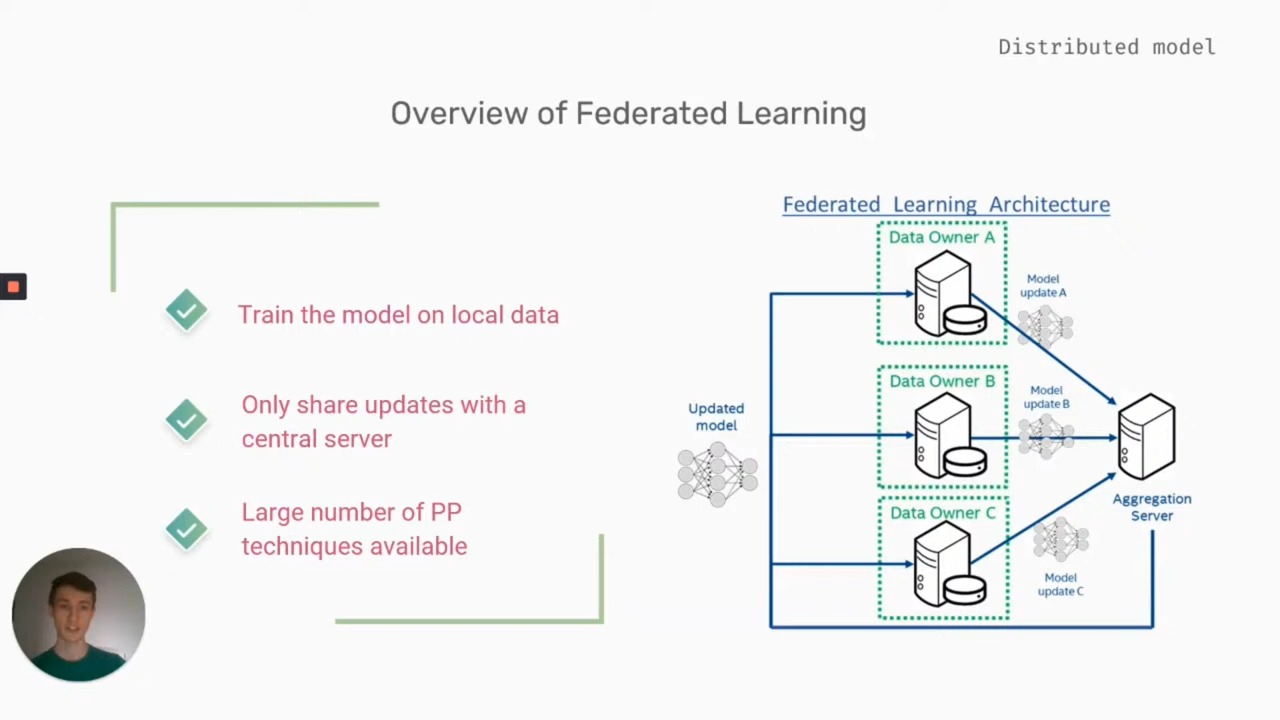 Distributed model
Overview of Federated Learning
Train the model on local data
Only share updates with a
central server
Large number of PP
techniques available
Federated Learning Architecture
Data Owner A
Model
update A
Data Owner B
Model
update B
Updated
model
Data Owner C
Aggregation
Server
Model
update C